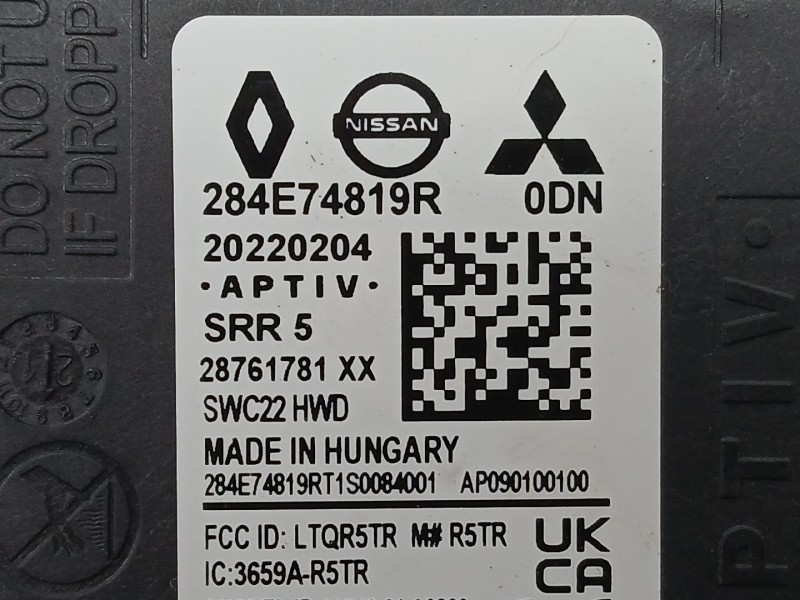 DO NOT U
IF DROPP
NISSAN
284E74819R 0DN
20220204
·APTIV·
SRR 5
28761781 XX
SWC22 HWD
MADE IN HUNGARY
284E74819RT1S0084001 AP090100100
FCC ID: LTQR5TR M# R5TR
IC:3659A-R5TR
UK
CA
PTIV·